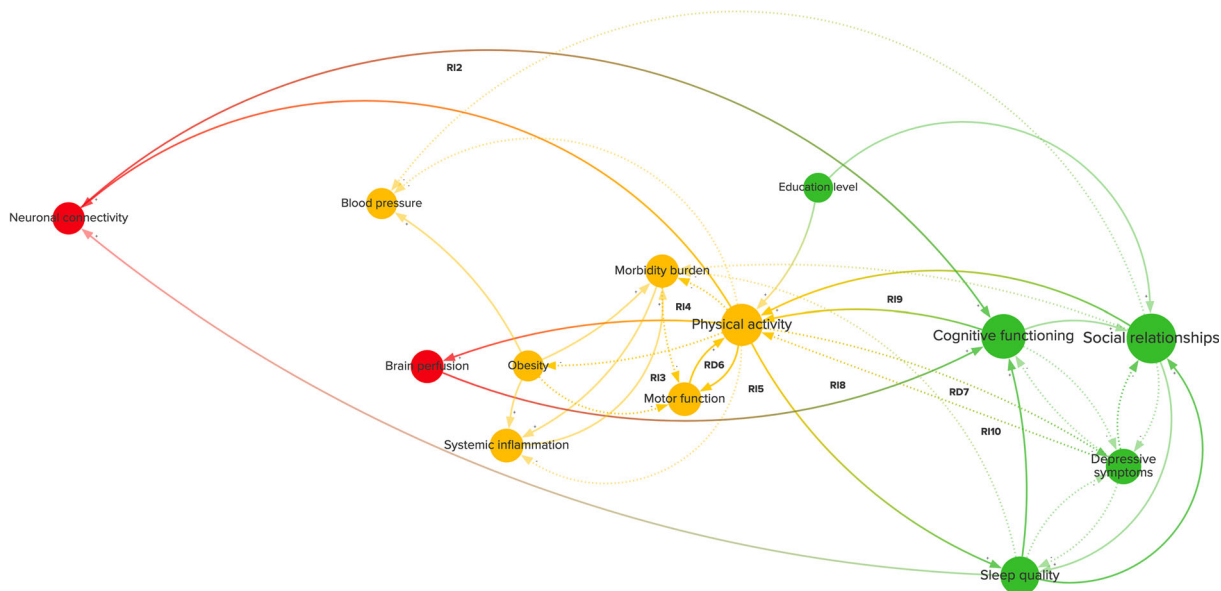 RI2
Education level
Neuronal connectivity
Blood pressure
Morbidity burden
RI4
RI9
Physical activity
Cognitive functioning
Social relationships
Brain perfusion
Obesity
RI3
RD6
RI5
RI8
RD7
Motor function
RI10
Systemic inflammation
Depressive
symptoms
Sleep quality